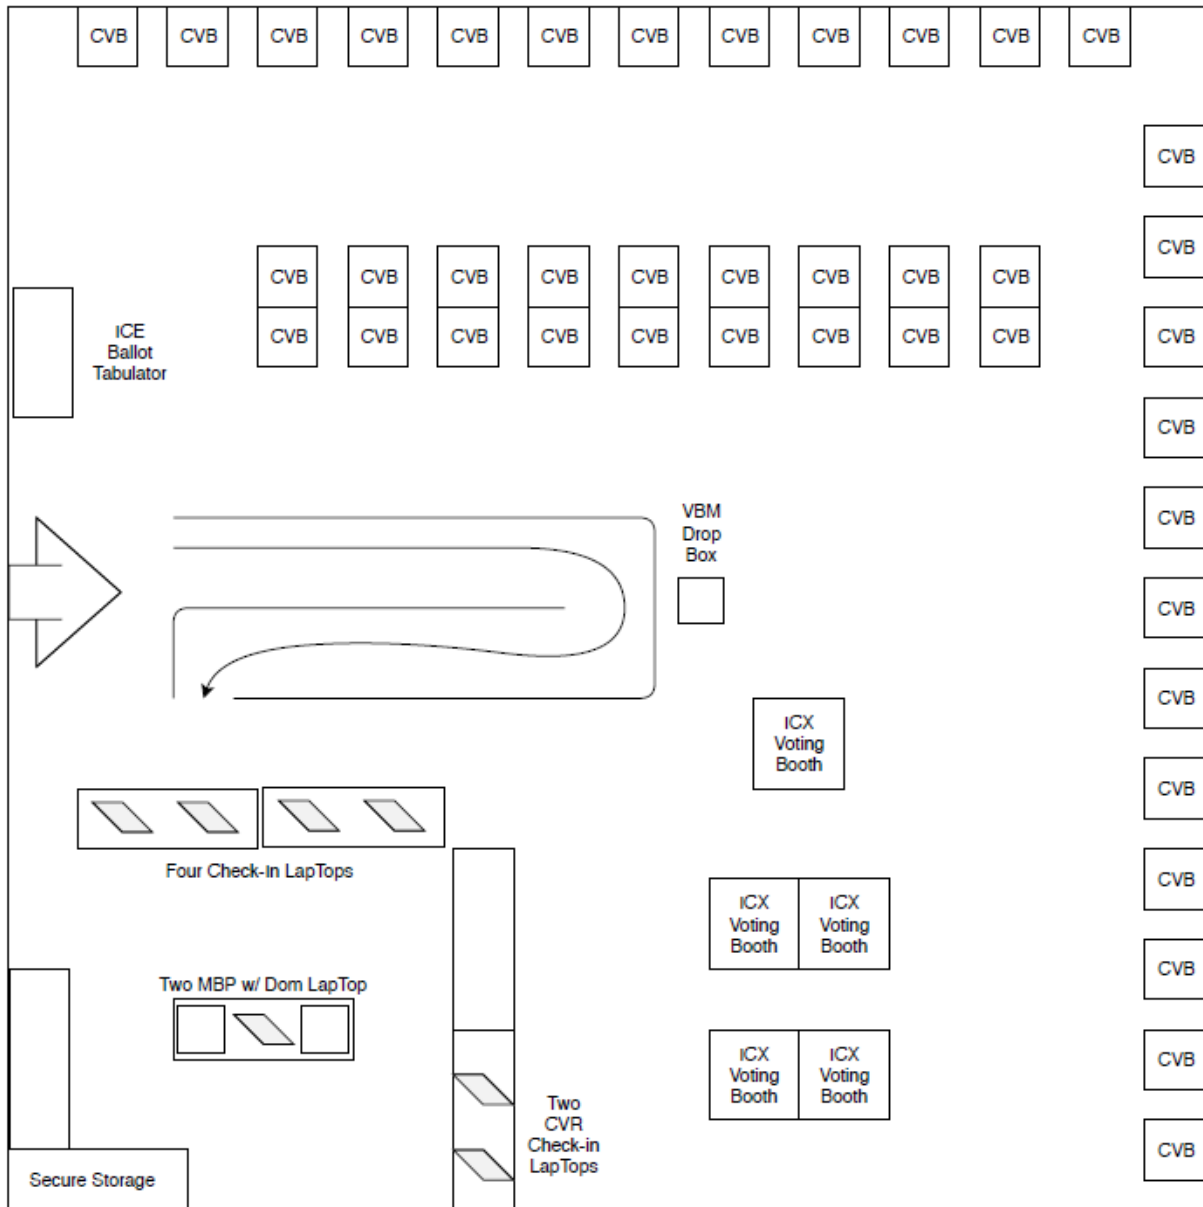 CVB CVB CVB CVB CVB CVB CVB CVB CVB CVB CVB CVB
CVB
CVB
CVB CVB CVB CVB CVB CVB CVB CVB CVB
CVB CVB CVB CVB CVB CVB CVB CVB CVB
CVB
ICE
Ballot
Tabulator
CVB
CVB
VBM
Drop
Box
CVB
CVB
ICX
Voting
Booth
CVB
Four Check-in LapTops
CVB
ICX
Voting
Booth
ICX
Voting
Booth
CVB
Two MBP w/ Dom LapTop
ICX
Voting
Booth
ICX
Voting
Booth
CVB
Two
CVR
Check-in
LapTops
CVB
Secure Storage